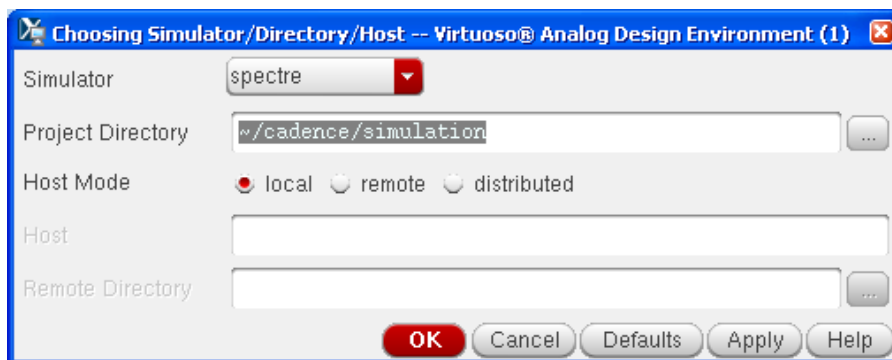 Choosing Simulator/Directory/Host -- Virtuoso® Analog Design Environment (1)
Simulator spectre
Project Directory ~/cadence/simulation ...
Host Mode local remote distributed
Host
Remote Directory ...
OK Cancel Defaults Apply Help